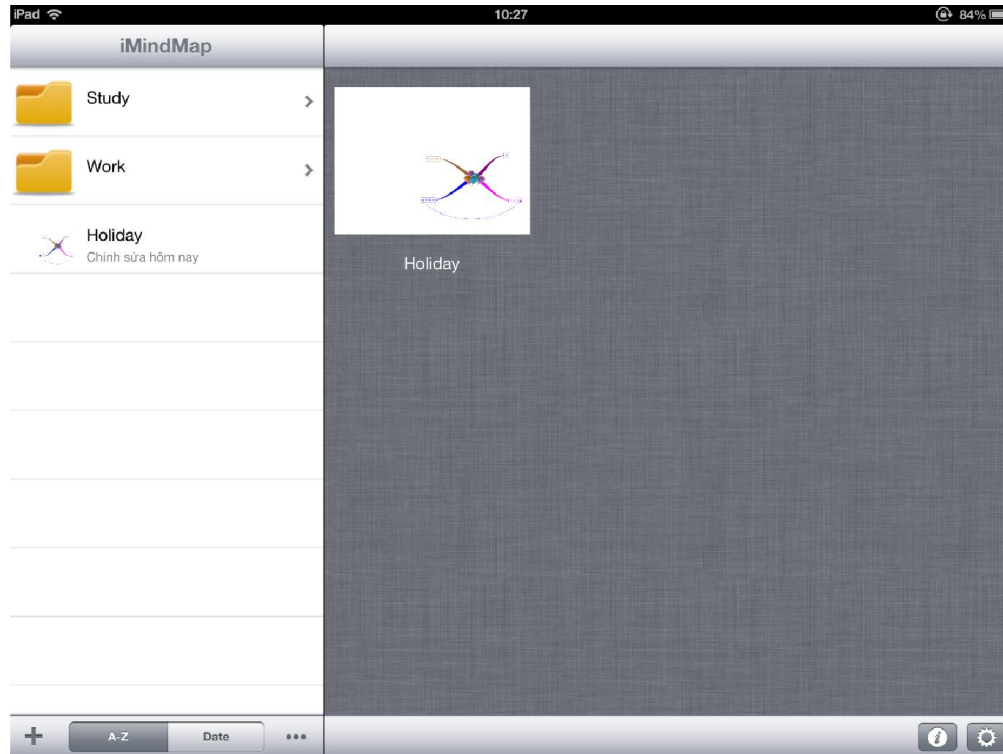 iPad
10:27
84%
iMindMap
Study
Work
Holiday
Chỉnh sửa hôm nay
Holiday
A-Z
Date